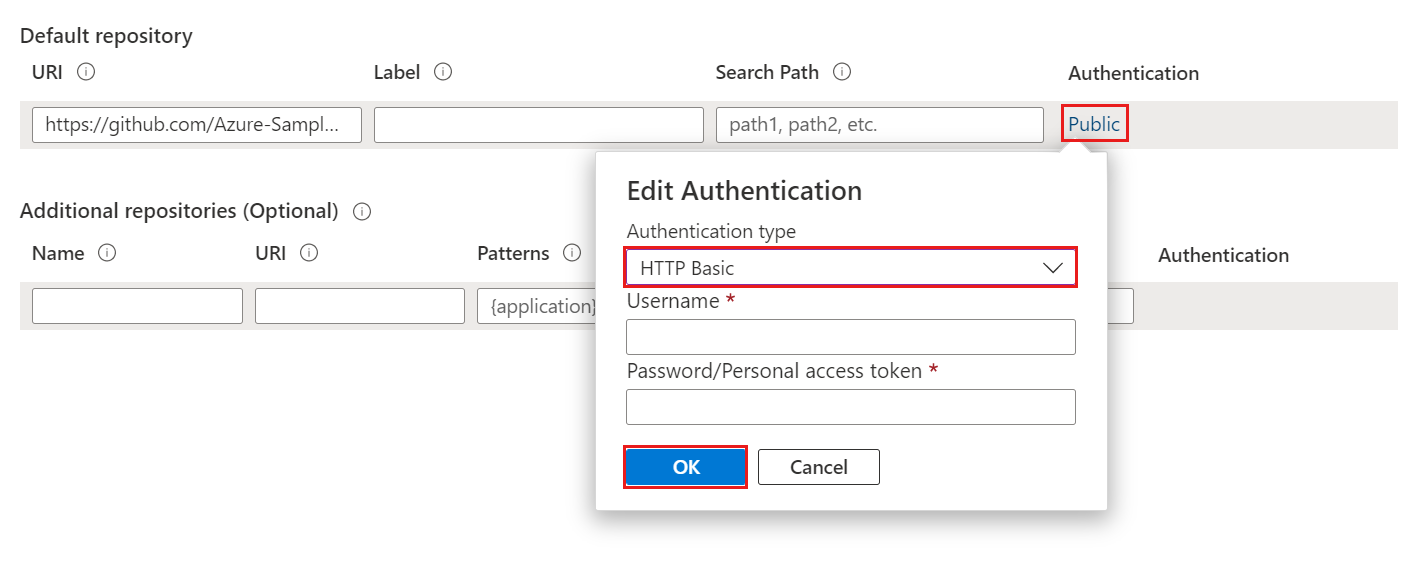 Default repository
URI Label Search Path Authentication
https://github.com/Azure-Sampl... path1, path2, etc. Public
Edit Authentication
Authentication type
HTTP Basic
Username *
Password/Personal access token *
OK Cancel
Additional repositories (Optional)
Name URI Patterns Authentication
{application}